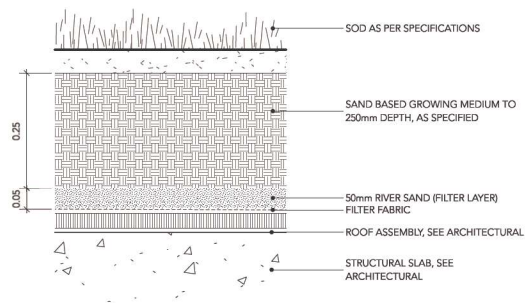 SOD AS PER SPECIFICATIONS
0.25
SAND BASED GROWING MEDIUM TO
250mm DEPTH, AS SPECIFIED
0.05
50mm RIVER SAND (FILTER LAYER)
FILTER FABRIC
ROOF ASSEMBLY, SEE ARCHITECTURAL
STRUCTURAL SLAB, SEE
ARCHITECTURAL